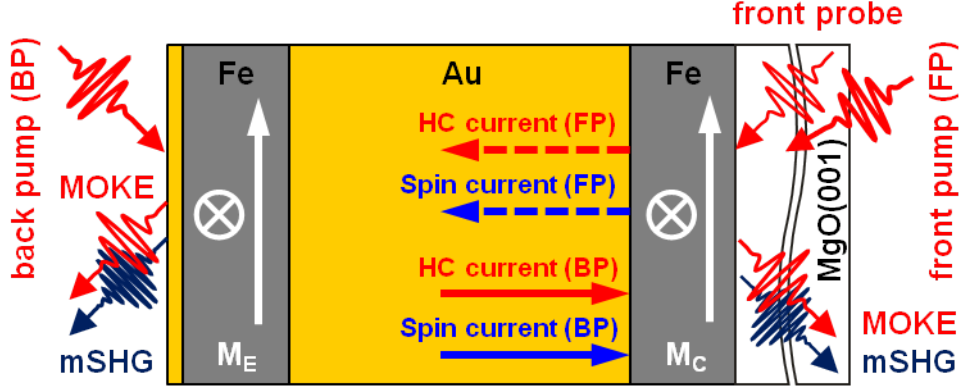 front probe
back pump (BP)
Fe
Au
Fe
HC current (FP)
Spin current (FP)
MOKE
mSHG
HC current (BP)
Spin current (BP)
M_E
M_C
MgO(001)
front pump (FP)
MOKE
mSHG